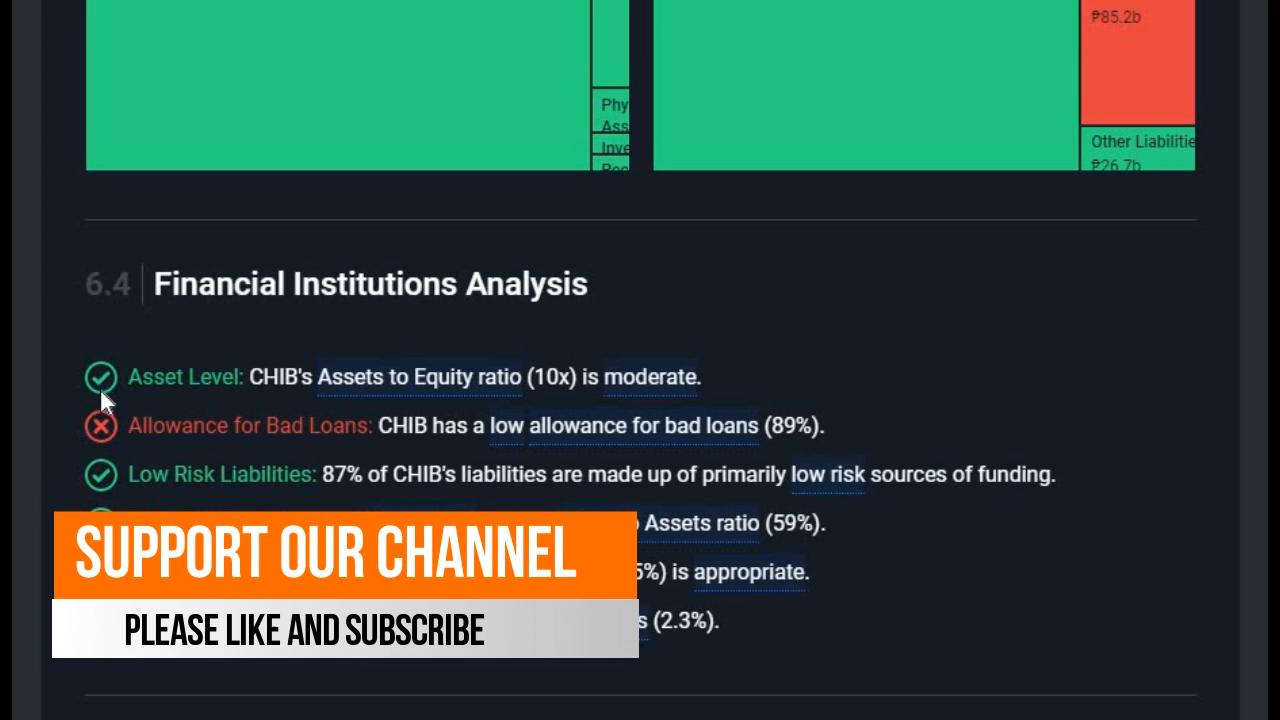 ₱85.2b
Phy
Ass
Inve
Other Liabilitie
₱26.7b
6.4 Financial Institutions Analysis
Asset Level: CHIB's Assets to Equity ratio (10x) is moderate.
Allowance for Bad Loans: CHIB has a low allowance for bad loans (89%).
Low Risk Liabilities: 87% of CHIB's liabilities are made up of primarily low risk sources of funding.
Assets ratio (59%).
5%) is appropriate.
s (2.3%).
SUPPORT OUR CHANNEL
PLEASE LIKE AND SUBSCRIBE